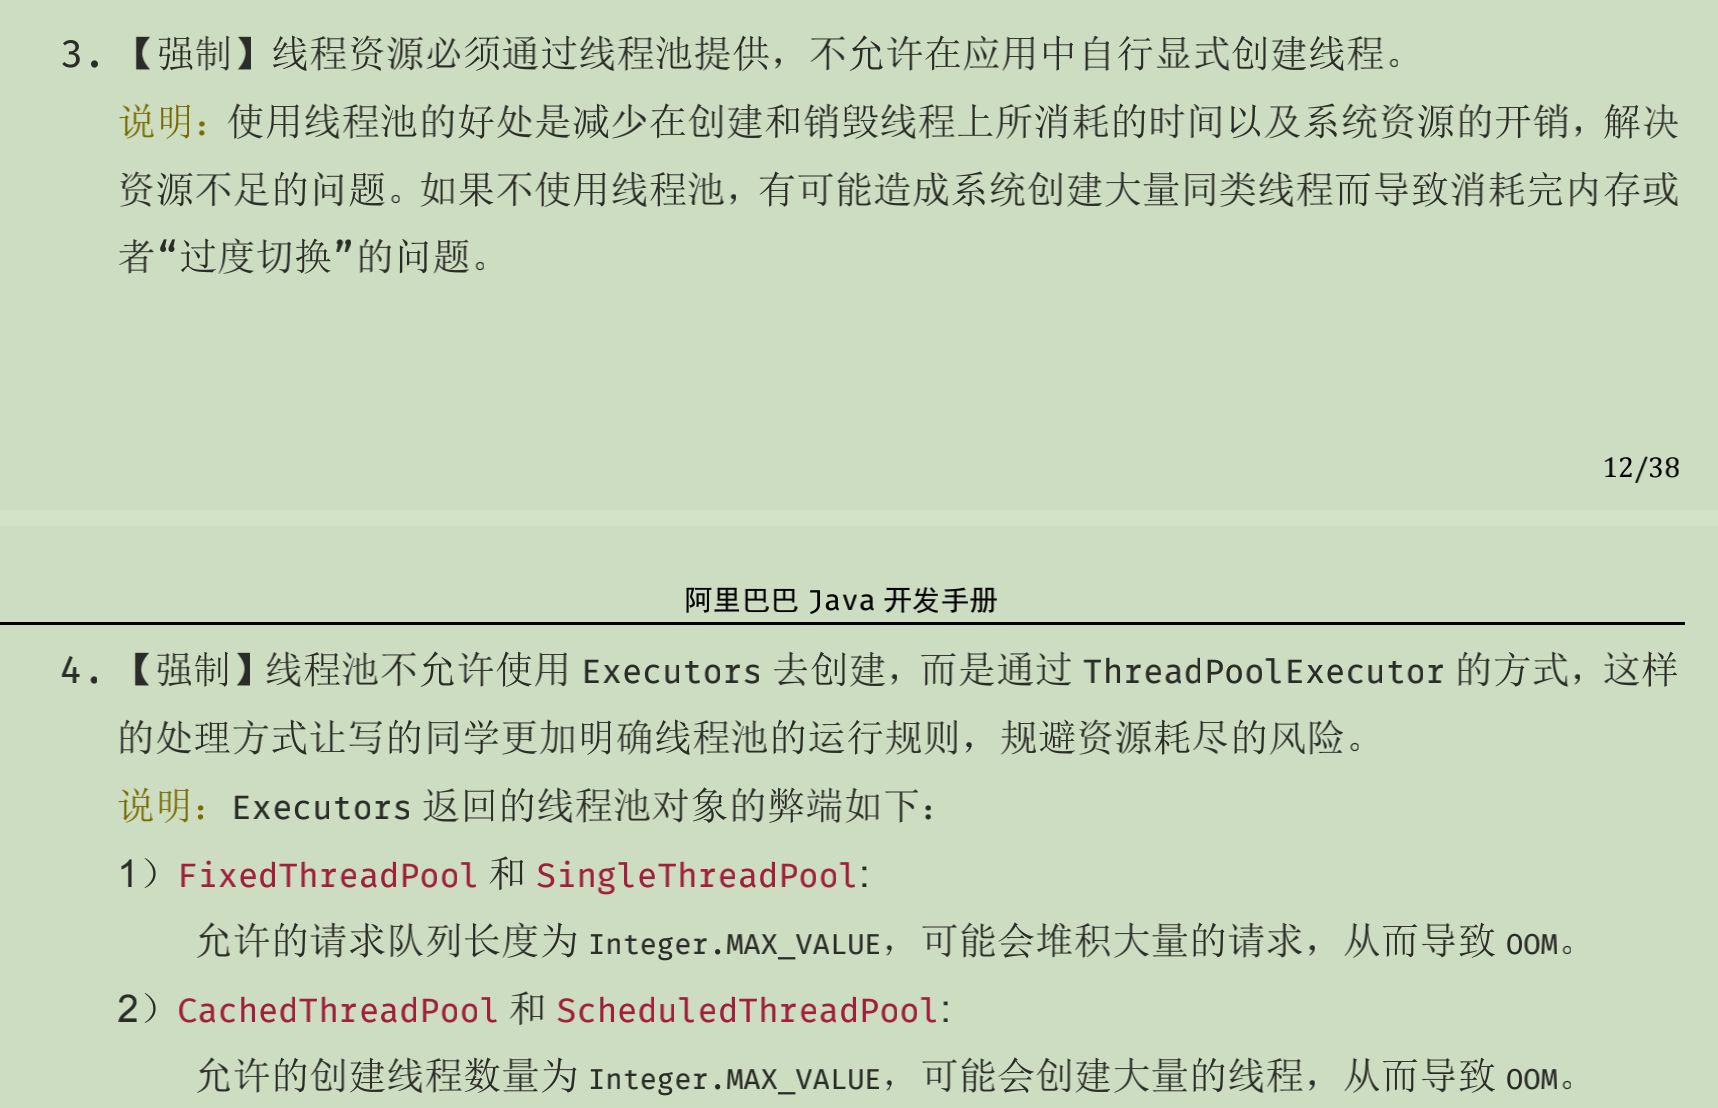 3. 【强制】线程资源必须通过线程池提供，不允许在应用中自行显式创建线程。
说明：使用线程池的好处是减少在创建和销毁线程上所消耗的时间以及系统资源的开销，解决
资源不足的问题。如果不使用线程池，有可能造成系统创建大量同类线程而导致消耗完内存或
者“过度切换”的问题。
12/38
阿里巴巴 Java 开发手册
4. 【强制】线程池不允许使用 Executors 去创建，而是通过 ThreadPoolExecutor 的方式，这样
的处理方式让写的同学更加明确线程池的运行规则，规避资源耗尽的风险。
说明：Executors 返回的线程池对象的弊端如下：
1）FixedThreadPool 和 SingleThreadPool:
允许的请求队列长度为 Integer.MAX_VALUE，可能会堆积大量的请求，从而导致 OOM。
2）CachedThreadPool 和 ScheduledThreadPool:
允许的创建线程数量为 Integer.MAX_VALUE，可能会创建大量的线程，从而导致 OOM。